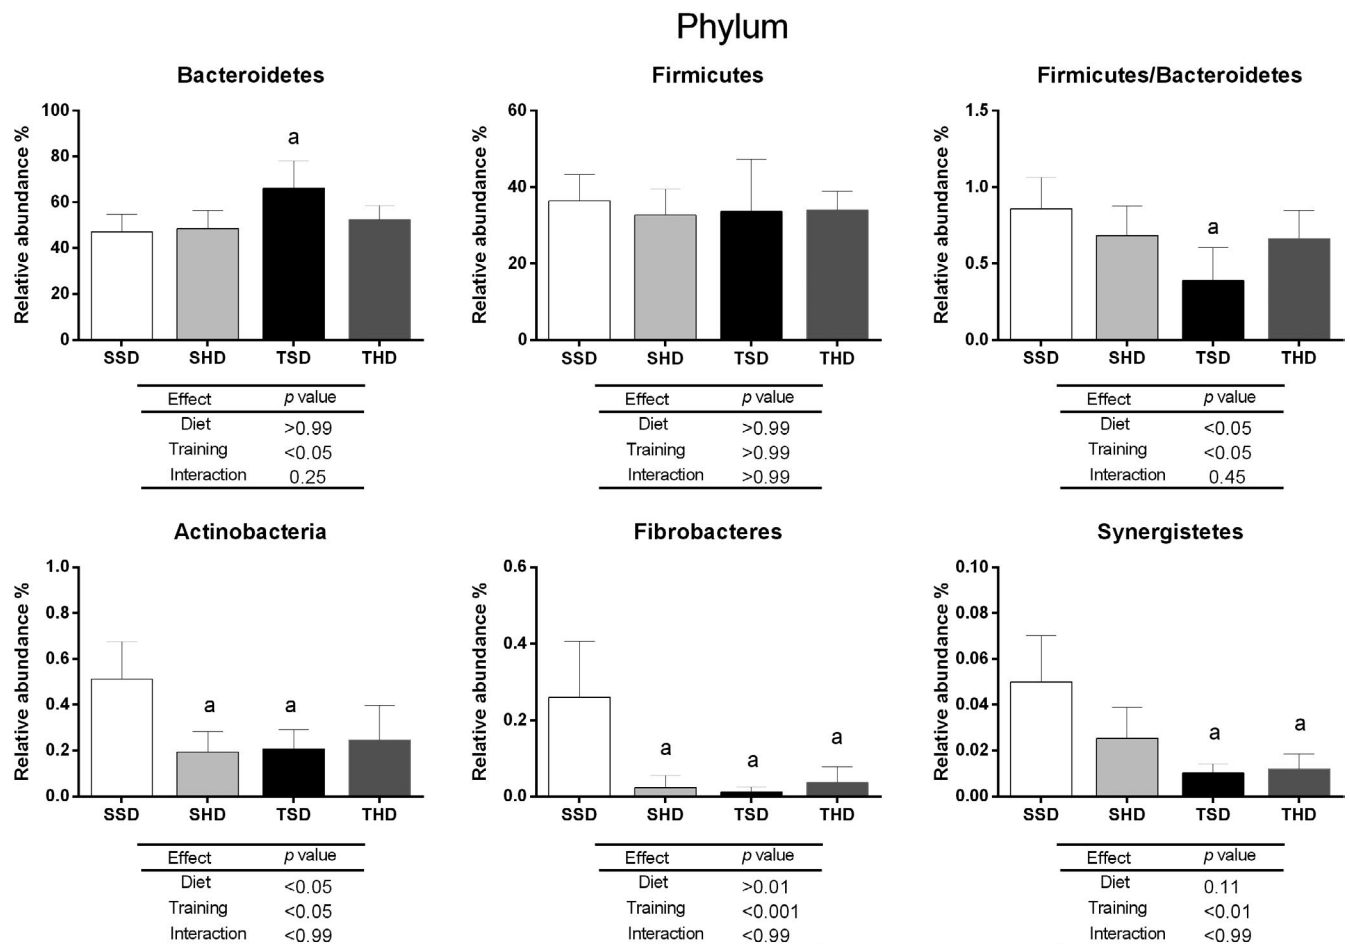 Phylum
Bacteroidetes
Relative abundance %
100
80
60
40
20
0
a
SSD SHD TSD THD
Effect p value
Diet >0.99
Training <0.05
Interaction 0.25
Firmicutes
Relative abundance %
60
40
20
0
SSD SHD TSD THD
Effect p value
Diet >0.99
Training >0.99
Interaction >0.99
Firmicutes/Bacteroidetes
Relative abundance %
1.5
1.0
0.5
0.0
a
SSD SHD TSD THD
Effect p value
Diet <0.05
Training <0.05
Interaction 0.45
Actinobacteria
Relative abundance %
1.0
0.8
0.6
0.4
0.2
0.0
a a
SSD SHD TSD THD
Effect p value
Diet <0.05
Training <0.05
Interaction <0.99
Fibrobacteres
Relative abundance %
0.6
0.4
0.2
0.0
a a a
SSD SHD TSD THD
Effect p value
Diet >0.01
Training <0.001
Interaction <0.99
Synergistetes
Relative abundance %
0.10
0.08
0.06
0.04
0.02
0.00
a a
SSD SHD TSD THD
Effect p value
Diet 0.11
Training <0.01
Interaction <0.99